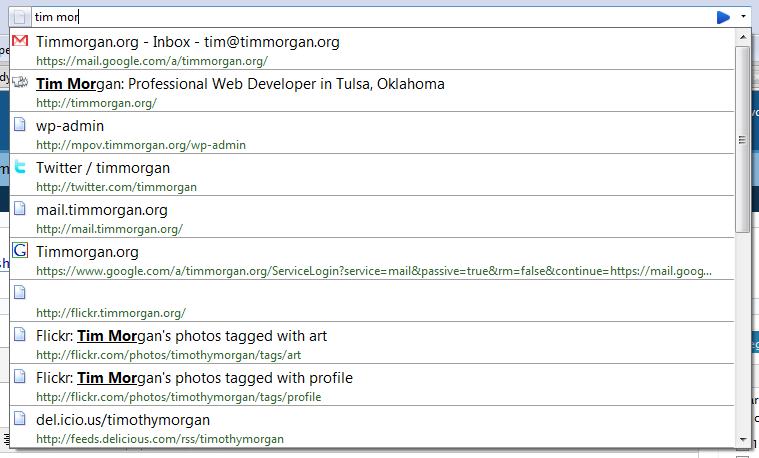 tim mor
Timmorgan.org - Inbox - tim@timmorgan.org
https://mail.google.com/a/timmorgan.org/
Tim Morgan: Professional Web Developer in Tulsa, Oklahoma
http://timmorgan.org/
wp-admin
http://mpov.timmorgan.org/wp-admin
Twitter / timmorgan
http://twitter.com/timmorgan
mail.timmorgan.org
http://mail.timmorgan.org/
Timmorgan.org
https://www.google.com/a/timmorgan.org/ServiceLogin?service=mail&passive=true&rm=false&continue=https://mail.goog...
http://flickr.timmorgan.org/
Flickr: Tim Morgan's photos tagged with art
http://flickr.com/photos/timothymorgan/tags/art
Flickr: Tim Morgan's photos tagged with profile
http://flickr.com/photos/timothymorgan/tags/profile
del.icio.us/timothymorgan
http://feeds.delicious.com/rss/timothymorgan